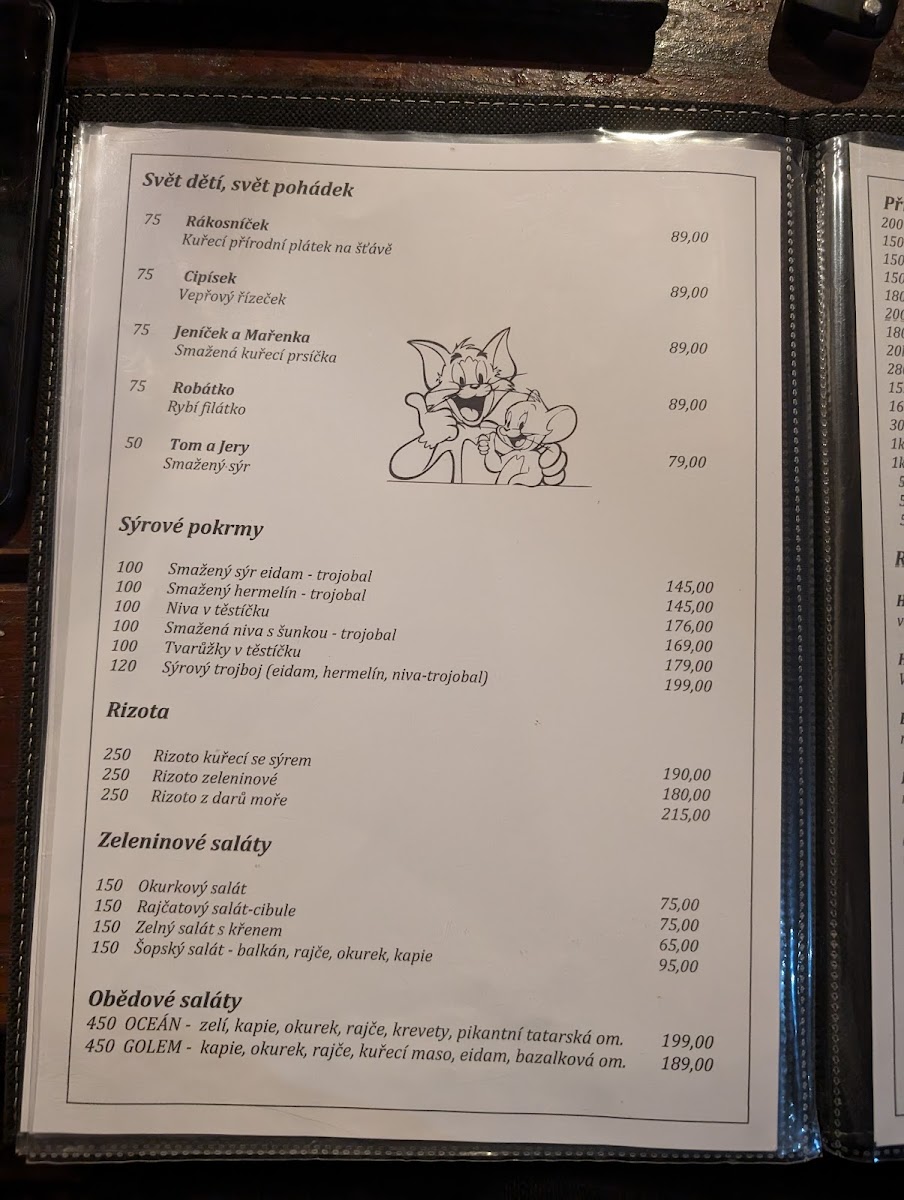 Svět dětí, svět pohádek
75 Rákosníček
Kuřecí přírodní plátek na šťávě 89,00
75 Cipísek
Vepřový řízeček 89,00
75 Jeníček a Mařenka
Smažená kuřecí prsíčka 89,00
75 Robátko
Rybí filátko 89,00
50 Tom a Jery
Smažený sýr 79,00
Sýrové pokrmy
100 Smažený sýr eidam - trojobal 145,00
100 Smažený hermelín - trojobal 145,00
100 Niva v těstíčku 176,00
100 Smažená niva s šunkou - trojobal 169,00
100 Tvarůžky v těstíčku 179,00
120 Sýrový trojboj (eidam, hermelín, niva-trojobal) 199,00
Rizota
250 Rizoto kuřecí se sýrem 190,00
250 Rizoto zeleninové 180,00
250 Rizoto z darů moře 215,00
Zeleninové saláty
150 Okurkový salát 75,00
150 Rajčatový salát-cibule 75,00
150 Zelný salát s křenem 65,00
150 Šopský salát - balkán, rajče, okurek, kapie 95,00
Obědové saláty
450 OCEÁN - zelí, kapie, okurek, rajče, krevety, pikantní tatarská om. 199,00
450 GOLEM - kapie, okurek, rajče, kuřecí maso, eidam, bazalková om. 189,00
200
150
150
150
180
200
180